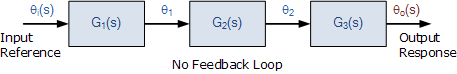 θᵢ(s)
G₁(s)
θ₁
G₂(s)
θ₂
G₃(s)
θₒ(s)
Input
Reference
Output
Response
No Feedback Loop